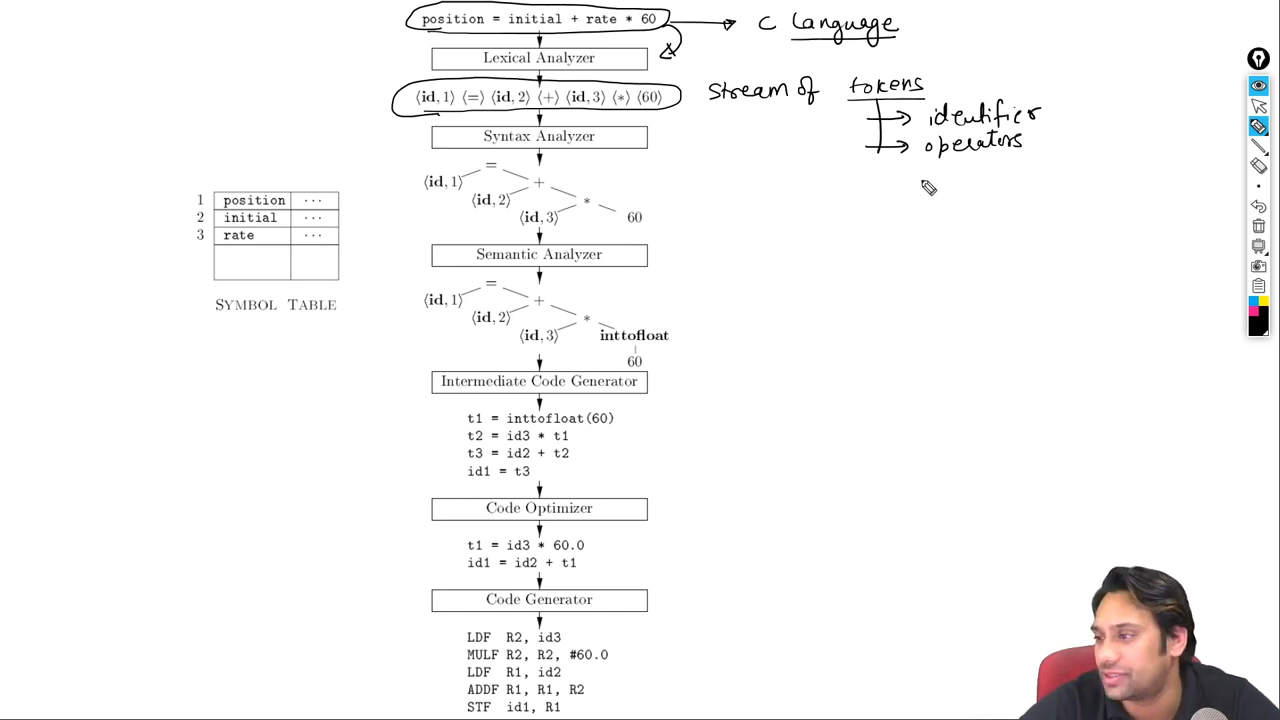 position = initial + rate * 60
C Language
Lexical Analyzer
⟨id, 1⟩ ⟨=⟩ ⟨id, 2⟩ ⟨+⟩ ⟨id, 3⟩ ⟨*⟩ ⟨60⟩
Stream of tokens
identifier
operators
Syntax Analyzer
=
⟨id, 1⟩ +
⟨id, 2⟩ *
⟨id, 3⟩ 60
1 position ...
2 initial ...
3 rate ...
SYMBOL TABLE
Semantic Analyzer
=
⟨id, 1⟩ +
⟨id, 2⟩ *
⟨id, 3⟩ inttofloat
60
Intermediate Code Generator
t1 = inttofloat(60)
t2 = id3 * t1
t3 = id2 + t2
id1 = t3
Code Optimizer
t1 = id3 * 60.0
id1 = id2 + t1
Code Generator
LDF R2, id3
MULF R2, R2, #60.0
LDF R1, id2
ADDF R1, R1, R2
STF id1, R1